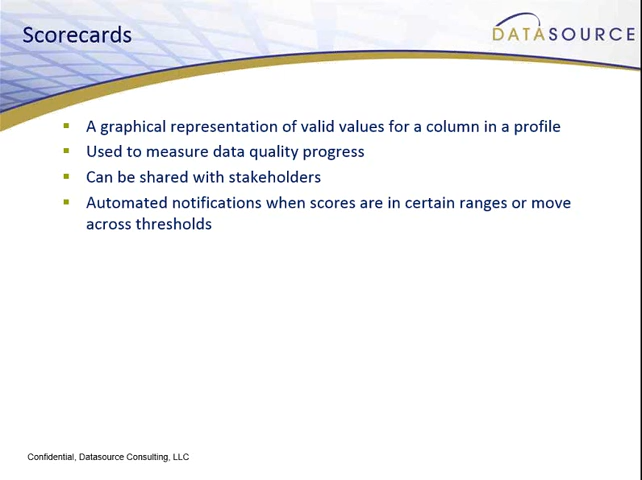 Scorecards
DATASOURCE
A graphical representation of valid values for a column in a profile
Used to measure data quality progress
Can be shared with stakeholders
Automated notifications when scores are in certain ranges or move
across thresholds
Confidential, Datasource Consulting, LLC